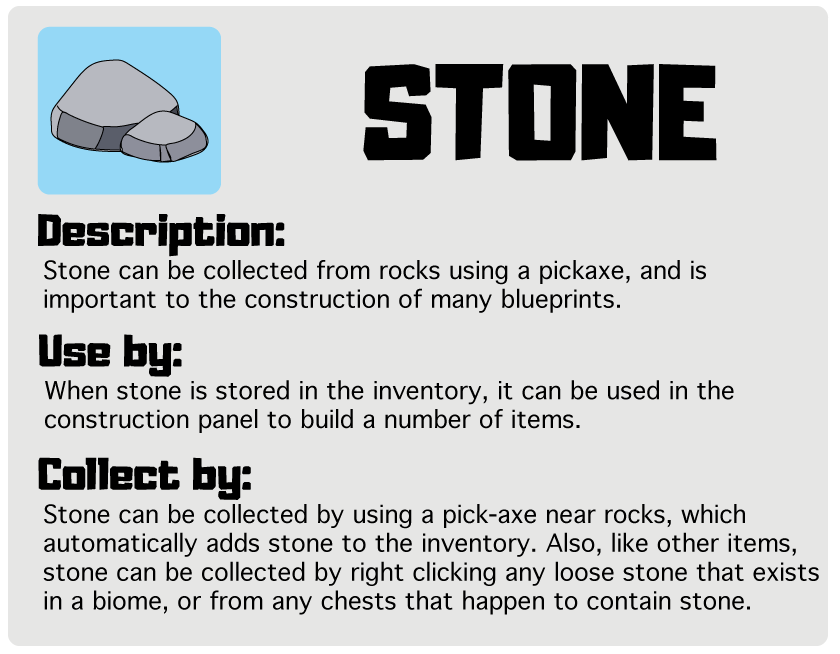 STONE
Description:
Stone can be collected from rocks using a pickaxe, and is
important to the construction of many blueprints.
Use by:
When stone is stored in the inventory, it can be used in the
construction panel to build a number of items.
Collect by:
Stone can be collected by using a pick-axe near rocks, which
automatically adds stone to the inventory. Also, like other items,
stone can be collected by right clicking any loose stone that exists
in a biome, or from any chests that happen to contain stone.